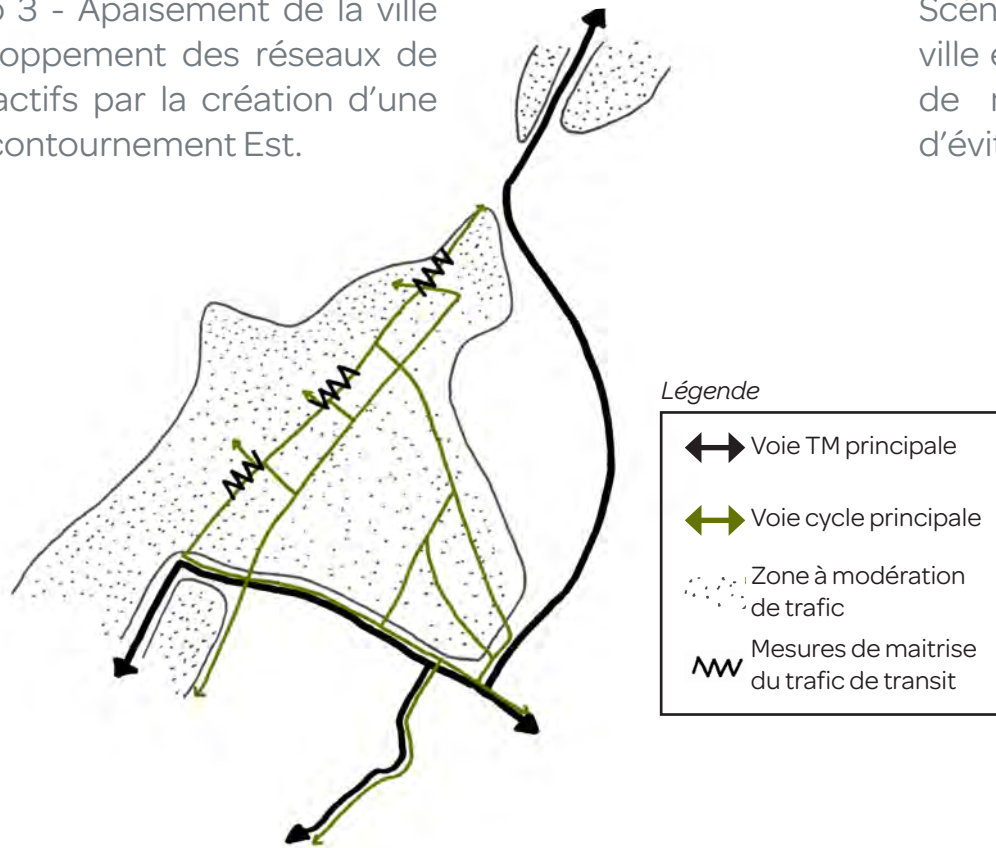 o 3 - Apaisement de la ville
oppement des réseaux de
actifs par la création d'une
contournement Est.
Scen
ville e
de r
d'évit
Légende
Voie TM principale
Voie cycle principale
Zone à modération
de trafic
Mesures de maitrise
du trafic de transit